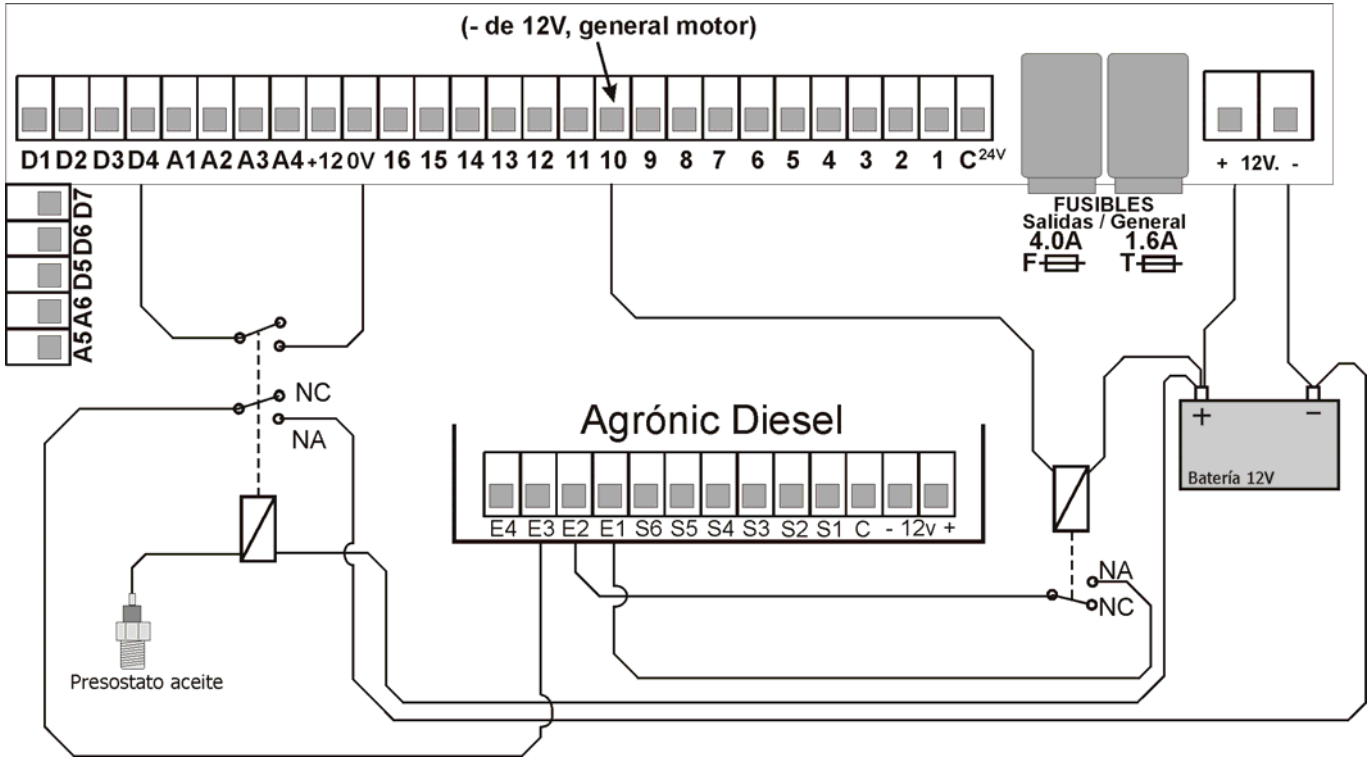 (- de 12V, general motor)
D1 D2 D3 D4 A1 A2 A3 A4 +12 0V 16 15 14 13 12 11 10 9 8 7 6 5 4 3 2 1 C 24V
+ 12V. -
D7
D6
D5
A6
A5
FUSIBLES
Salidas / General
4.0A 1.6A
F T
NC
NA
Agrónic Diesel
E4 E3 E2 E1 S6 S5 S4 S3 S2 S1 C - 12v +
+ -
Batería 12V
NA
NC
Presostato aceite